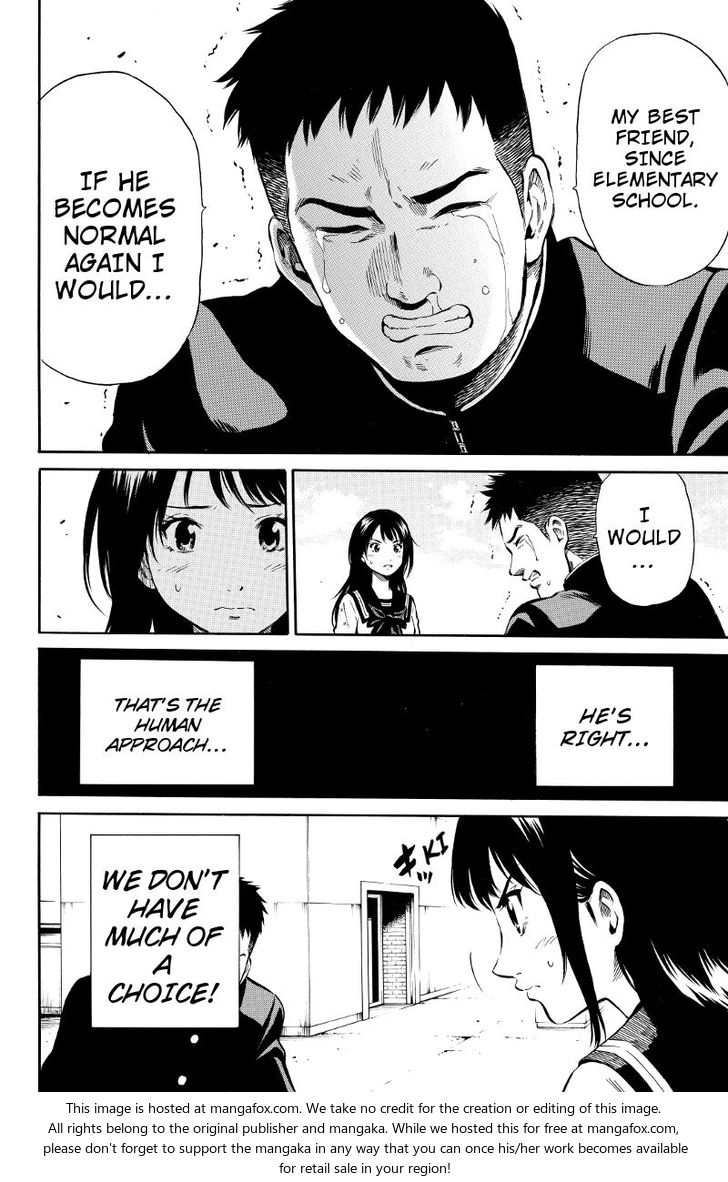 MY BEST
FRIEND,
SINCE
ELEMENTARY
SCHOOL.
IF HE
BECOMES
NORMAL
AGAIN I
WOULD...
I
WOULD
...
HE'S
RIGHT...
THAT'S THE
HUMAN
APPROACH...
キ KI
WE DON'T
HAVE
MUCH OF
A
CHOICE!
This image is hosted at mangafox.com. We take no credit for the creation or editing of this image.
All rights belong to the original publisher and mangaka. While we hosted this for free at mangafox.com,
please don't forget to support the mangaka in any way that you can once his/her work becomes available
for retail sale in your region!